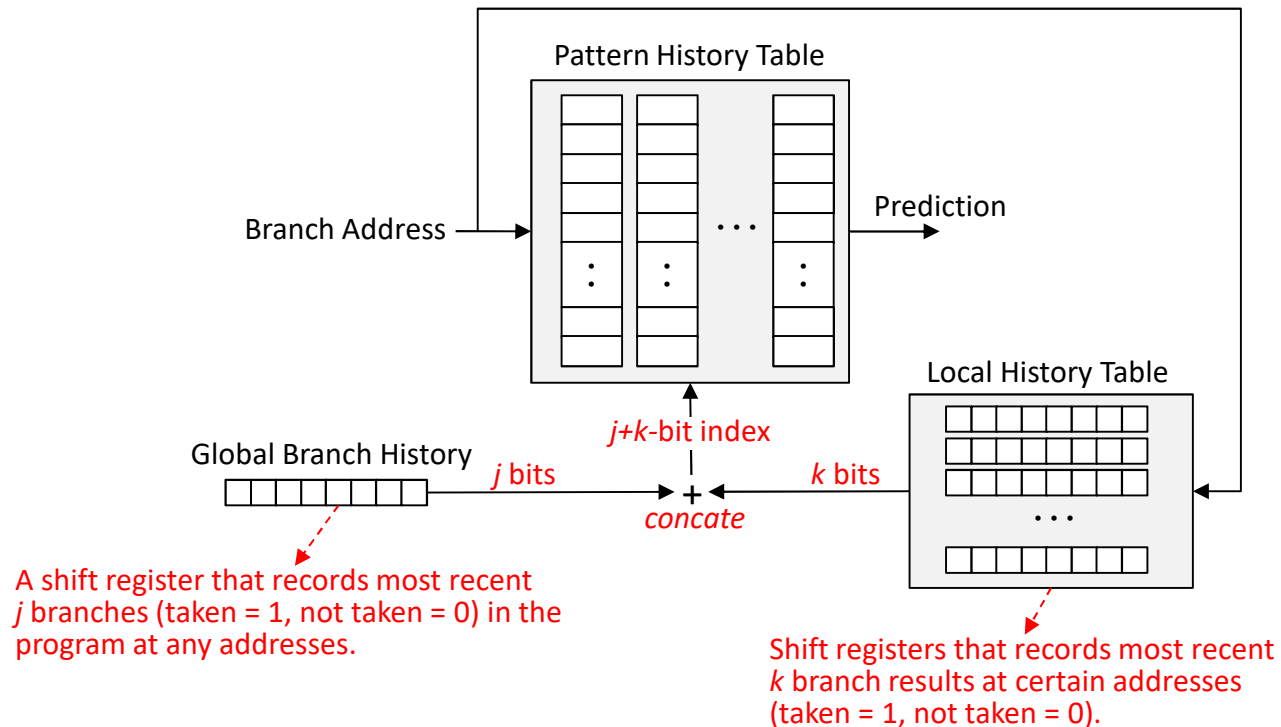 Pattern History Table
Branch Address
Prediction
. . .
:
:
:
Local History Table
j+k-bit index
Global Branch History
j bits
+
k bits
concate
. . .
A shift register that records most recent
j branches (taken = 1, not taken = 0) in the
program at any addresses.
Shift registers that records most recent
k branch results at certain addresses
(taken = 1, not taken = 0).